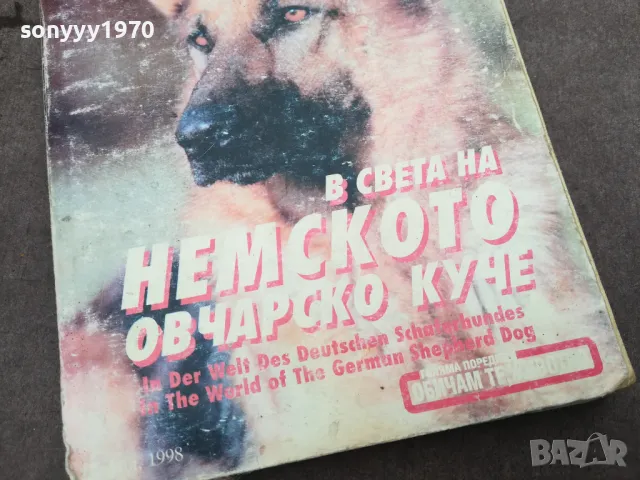 sonyyy1970
В СВЕТА НА
НЕМСКОТО
ОВЧАРСКО КУЧЕ
In Der Welt Des Deutschen Schaferhundes
In The World of The German Shepherd Dog
ОБИЧАМ
1998
BAZAR